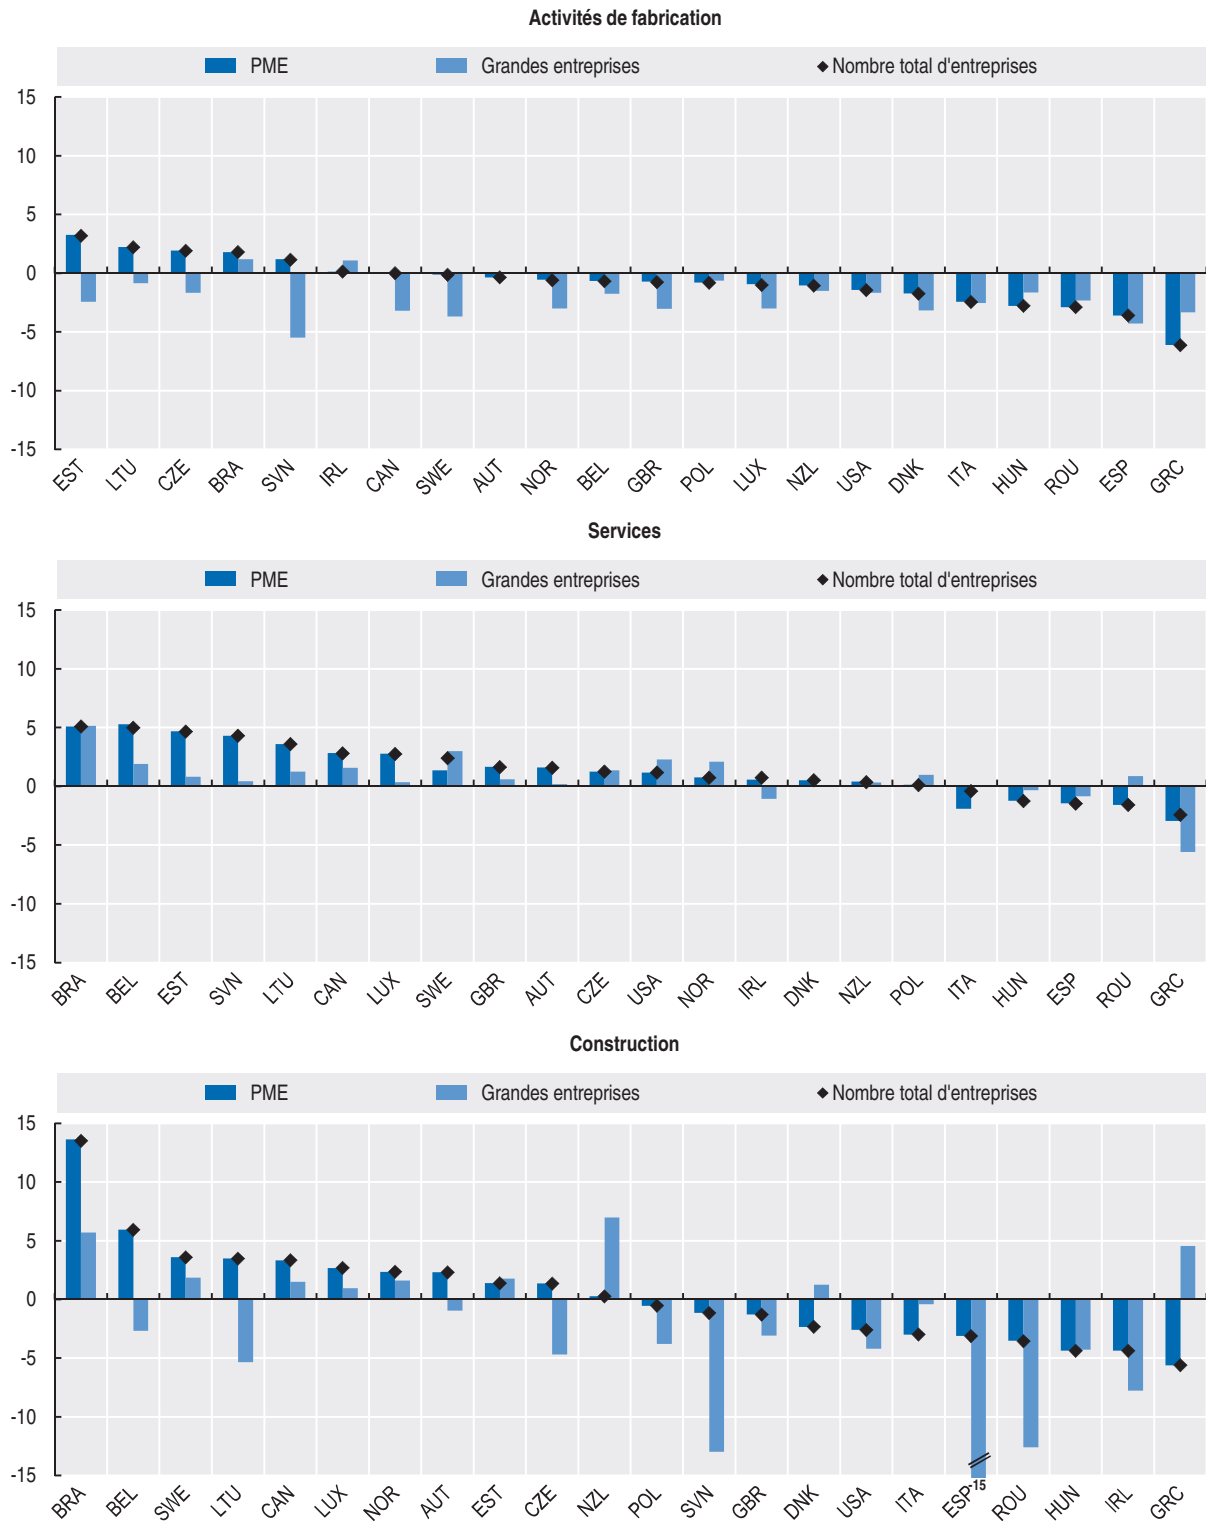 Activités de fabrication
PME Grandes entreprises Nombre total d'entreprises
15
10
5
0
-5
-10
-15
EST LTU CZE BRA SVN IRL CAN SWE AUT NOR BEL GBR POL LUX NZL USA DNK ITA HUN ROU ESP GRC
Services
PME Grandes entreprises Nombre total d'entreprises
15
10
5
0
-5
-10
-15
BRA BEL EST SVN LTU CAN LUX SWE GBR AUT CZE USA NOR IRL DNK NZL POL ITA HUN ESP ROU GRC
Construction
PME Grandes entreprises Nombre total d'entreprises
15
10
5
0
-5
-10
-15
-15
BRA BEL SWE LTU CAN LUX NOR AUT EST CZE NZL POL SVN GBR DNK USA ITA ESP ROU HUN IRL GRC